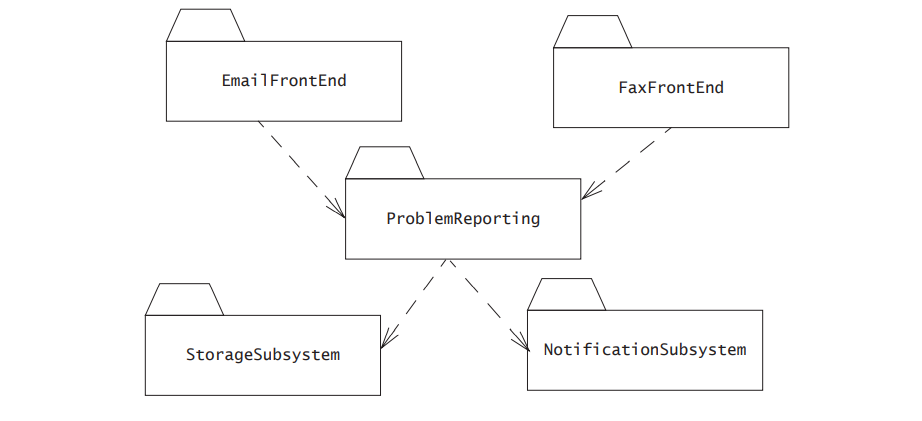 EmailFrontEnd
FaxFrontEnd
ProblemReporting
StorageSubsystem
NotificationSubsystem